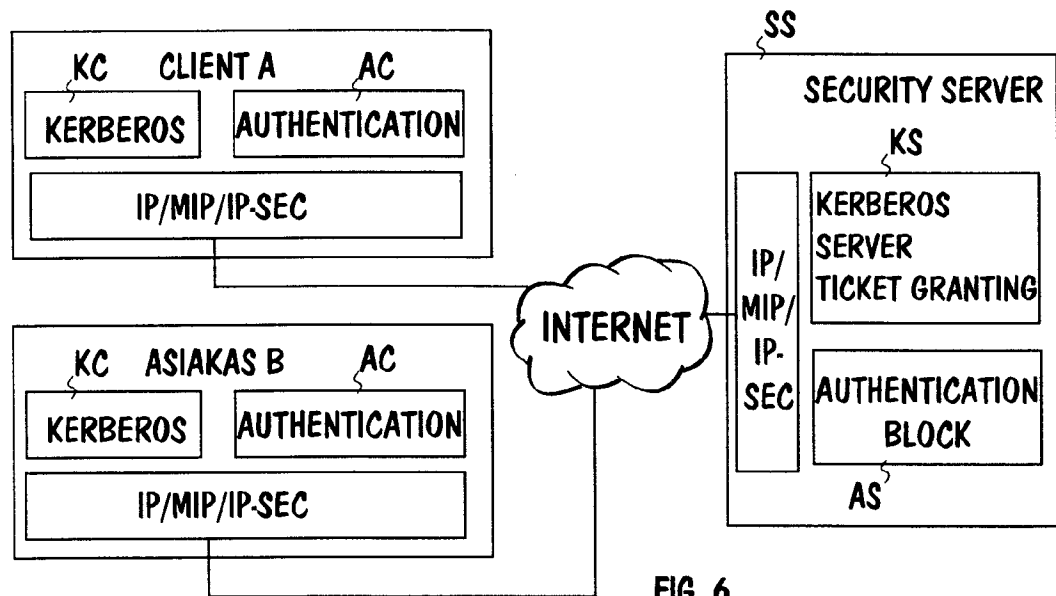 KC CLIENT A AC
KERBEROS
AUTHENTICATION
IP/MIP/IP-SEC
KC ASIAKAS B AC
KERBEROS
AUTHENTICATION
IP/MIP/IP-SEC
INTERNET
SS
SECURITY SERVER
IP/
MIP/
IP-
SEC
KS
KERBEROS
SERVER
TICKET GRANTING
AUTHENTICATION
BLOCK
AS
FIG. 6